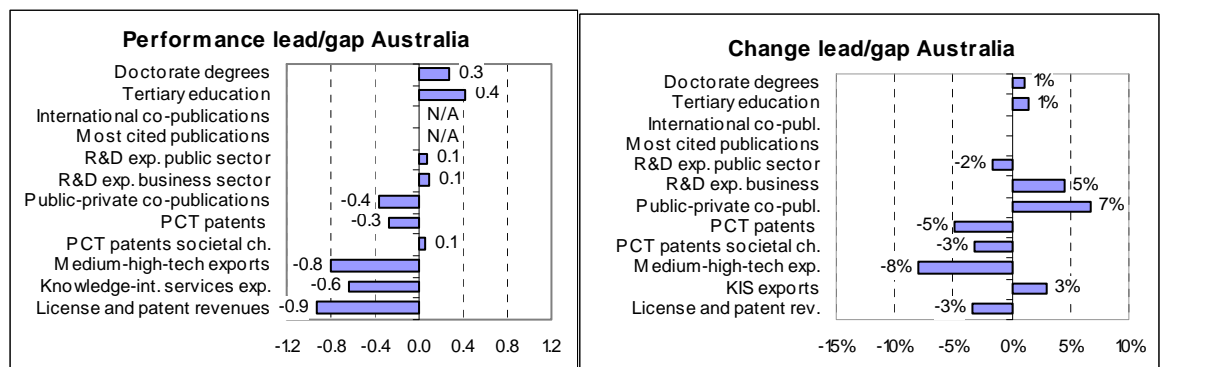 Performance lead/gap Australia
Doctorate degrees 0.3
Tertiary education 0.4
International co-publications N/A
Most cited publications N/A
R&D exp. public sector 0.1
R&D exp. business sector 0.1
Public-private co-publications -0.4
PCT patents -0.3
PCT patents societal ch. 0.1
Medium-high-tech exports -0.8
Knowledge-int. services exp. -0.6
License and patent revenues -0.9
-1.2 -0.8 -0.4 0.0 0.4 0.8 1.2
Change lead/gap Australia
Doctorate degrees 1%
Tertiary education 1%
International co-publ.
Most cited publications
R&D exp. public sector -2%
R&D exp. business 5%
Public-private co-publ. 7%
PCT patents -5%
PCT patents societal ch. -3%
Medium-high-tech exp. -8%
KIS exports 3%
License and patent rev. -3%
-15% -10% -5% 0% 5% 10%